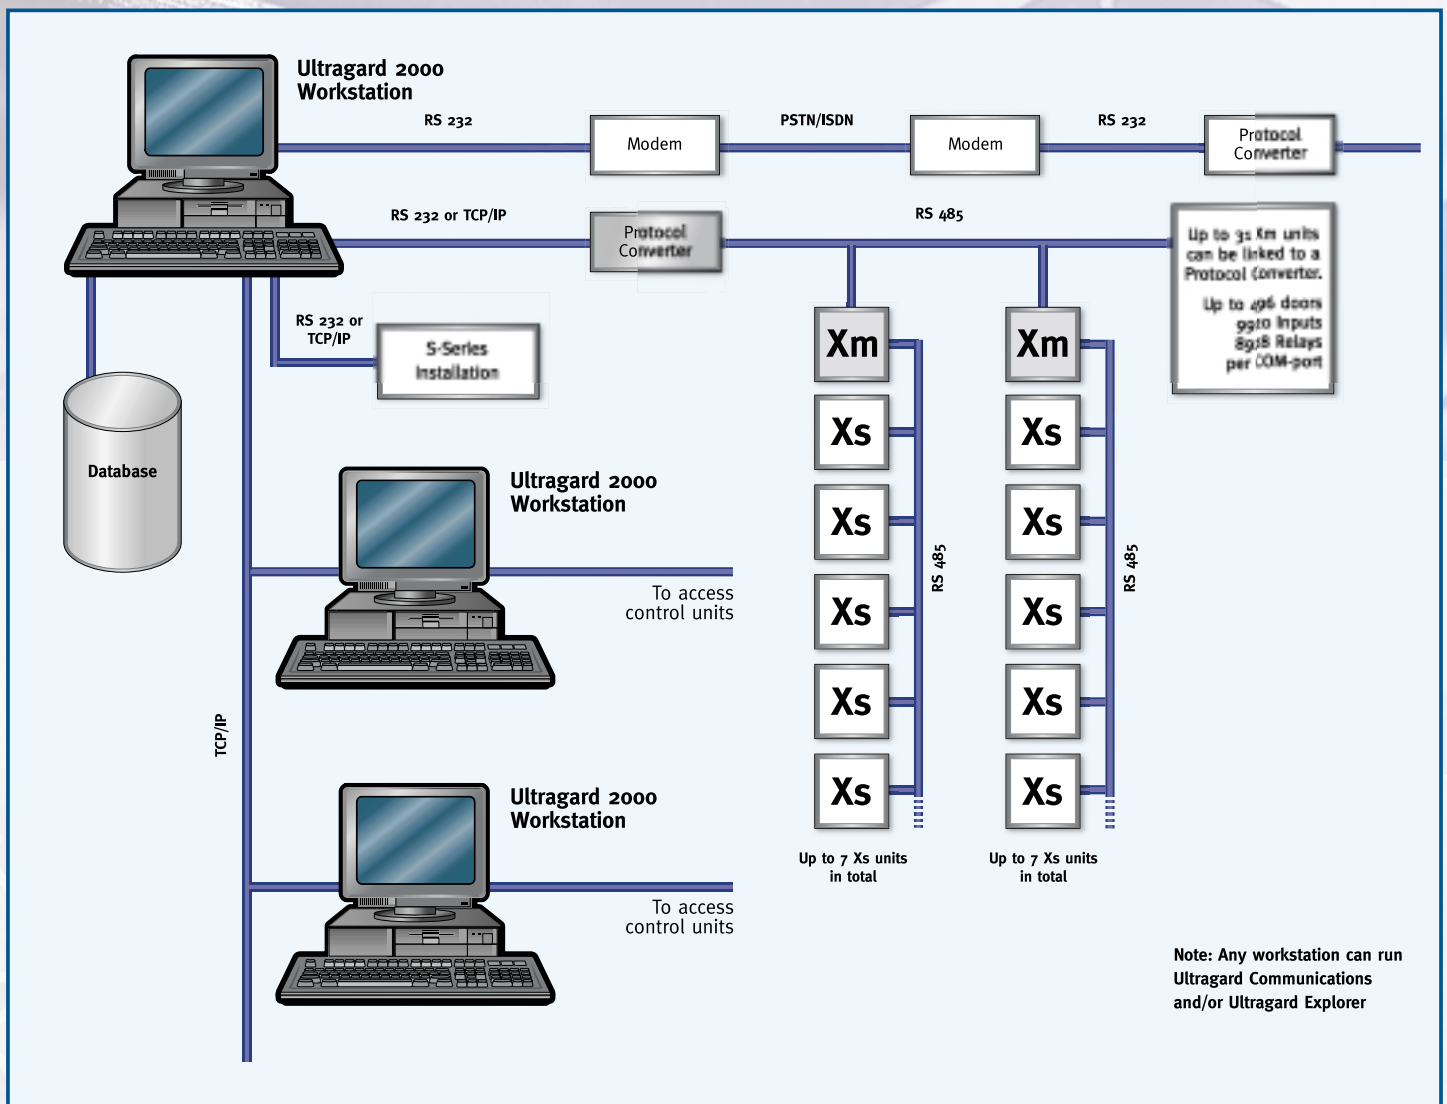 Ultragard 2000
Workstation
RS 232
Modem
PSTN/ISDN
Modem
RS 232
Protocol
Converter
RS 232 or TCP/IP
Protocol
Converter
RS 485
Up to 31 Xm units
can be linked to a
Protocol Converter.
Up to 496 doors
Inputs
Relays
per COM-port
RS 232 or
TCP/IP
S-Series
Installation
Xm
Xm
Xs
Xs
Database
Ultragard 2000
Workstation
Xs
Xs
RS 485
RS 485
To access
control units
Xs
Xs
Xs
Xs
TCP/IP
Ultragard 2000
Workstation
Xs
Xs
Up to 7 Xs units
in total
Up to 7 Xs units
in total
To access
control units
Note: Any workstation can run
Ultragard Communications
and/or Ultragard Explorer